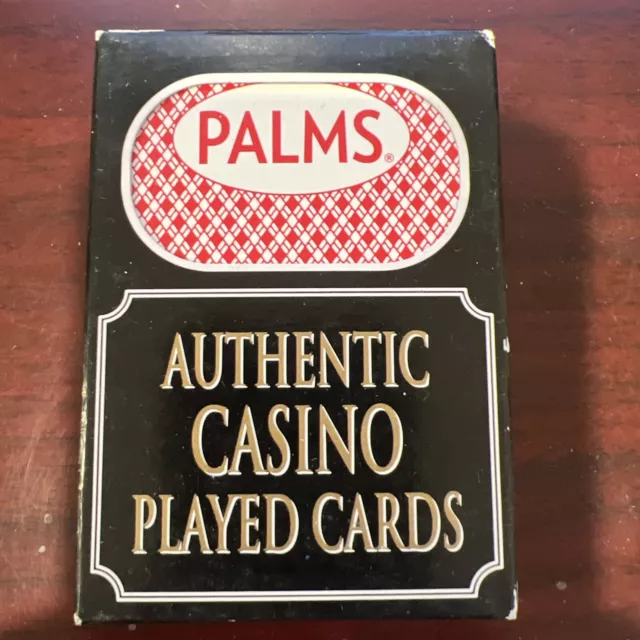 PALMS®
AUTHENTIC
CASINO
PLAYED CARDS